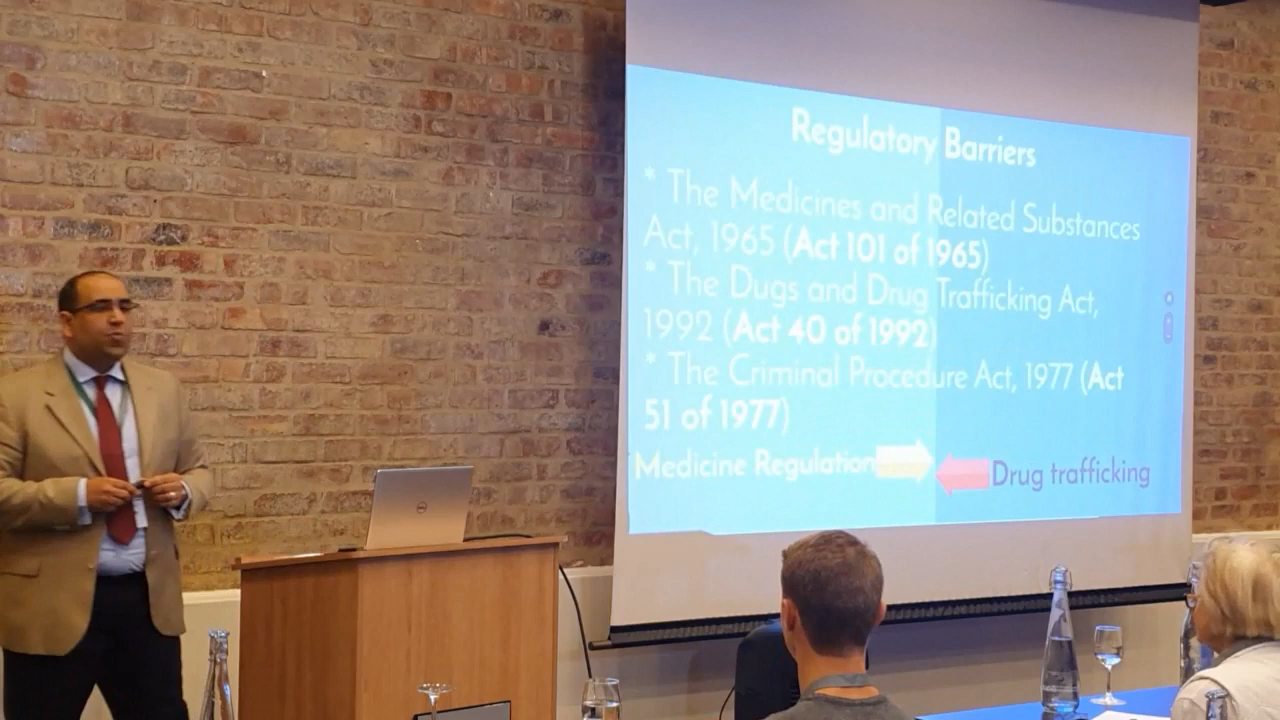 Regulatory Barriers
* The Medicines and Related Substances
Act, 1965 (Act 101 of 1965)
* The Dugs and Drug Trafficking Act,
1992 (Act 40 of 1992)
* The Criminal Procedure Act, 1977 (Act
51 of 1977)
Medicine Regulation Drug trafficking
DELL